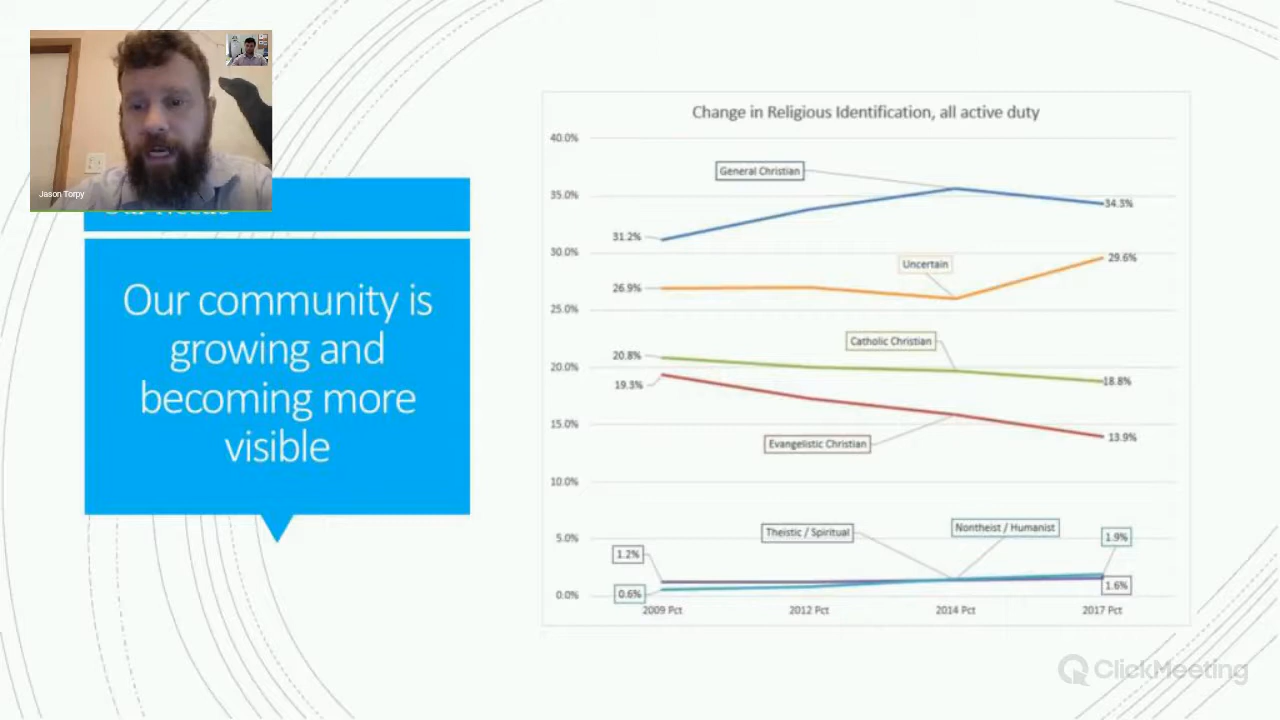 Jason Torpy
Our Needs
Our community is
growing and
becoming more
visible
Change in Religious Identification, all active duty
40.0%
General Christian
35.0%
34.3%
31.2%
30.0%
Uncertain
29.6%
26.9%
25.0%
Catholic Christian
20.8%
20.0%
19.3%
18.8%
15.0%
Evangelistic Christian
13.9%
10.0%
Theistic / Spiritual
Nontheist / Humanist
5.0%
1.9%
1.2%
1.6%
0.6%
0.0%
2009 Pct 2012 Pct 2014 Pct 2017 Pct
ClickMeeting